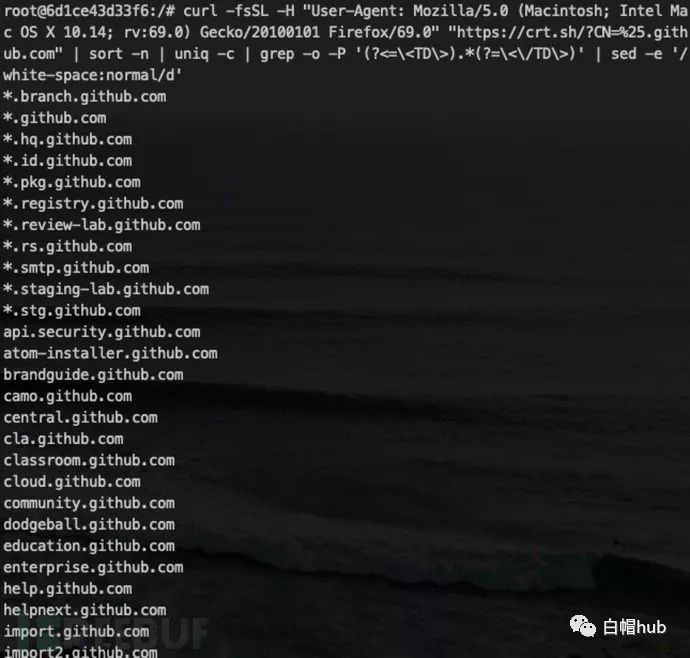 root@6d1ce43d33f6:/# curl -fsSL -H "User-Agent: Mozilla/5.0 (Macintosh; Intel Ma
c OS X 10.14; rv:69.0) Gecko/20100101 Firefox/69.0" "https://crt.sh/?CN=%25.gith
ub.com" | sort -n | uniq -c | grep -o -P '(?<=\<TD\>).*(?=\<\/TD\>)' | sed -e '/
white-space:normal/d'
*.branch.github.com
*.github.com
*.hq.github.com
*.id.github.com
*.pkg.github.com
*.registry.github.com
*.review-lab.github.com
*.rs.github.com
*.smtp.github.com
*.staging-lab.github.com
*.stg.github.com
api.security.github.com
atom-installer.github.com
brandguide.github.com
camo.github.com
central.github.com
cla.github.com
classroom.github.com
cloud.github.com
community.github.com
dodgeball.github.com
education.github.com
enterprise.github.com
help.github.com
helpnext.github.com
import.github.com
import2.github.com
白帽hub